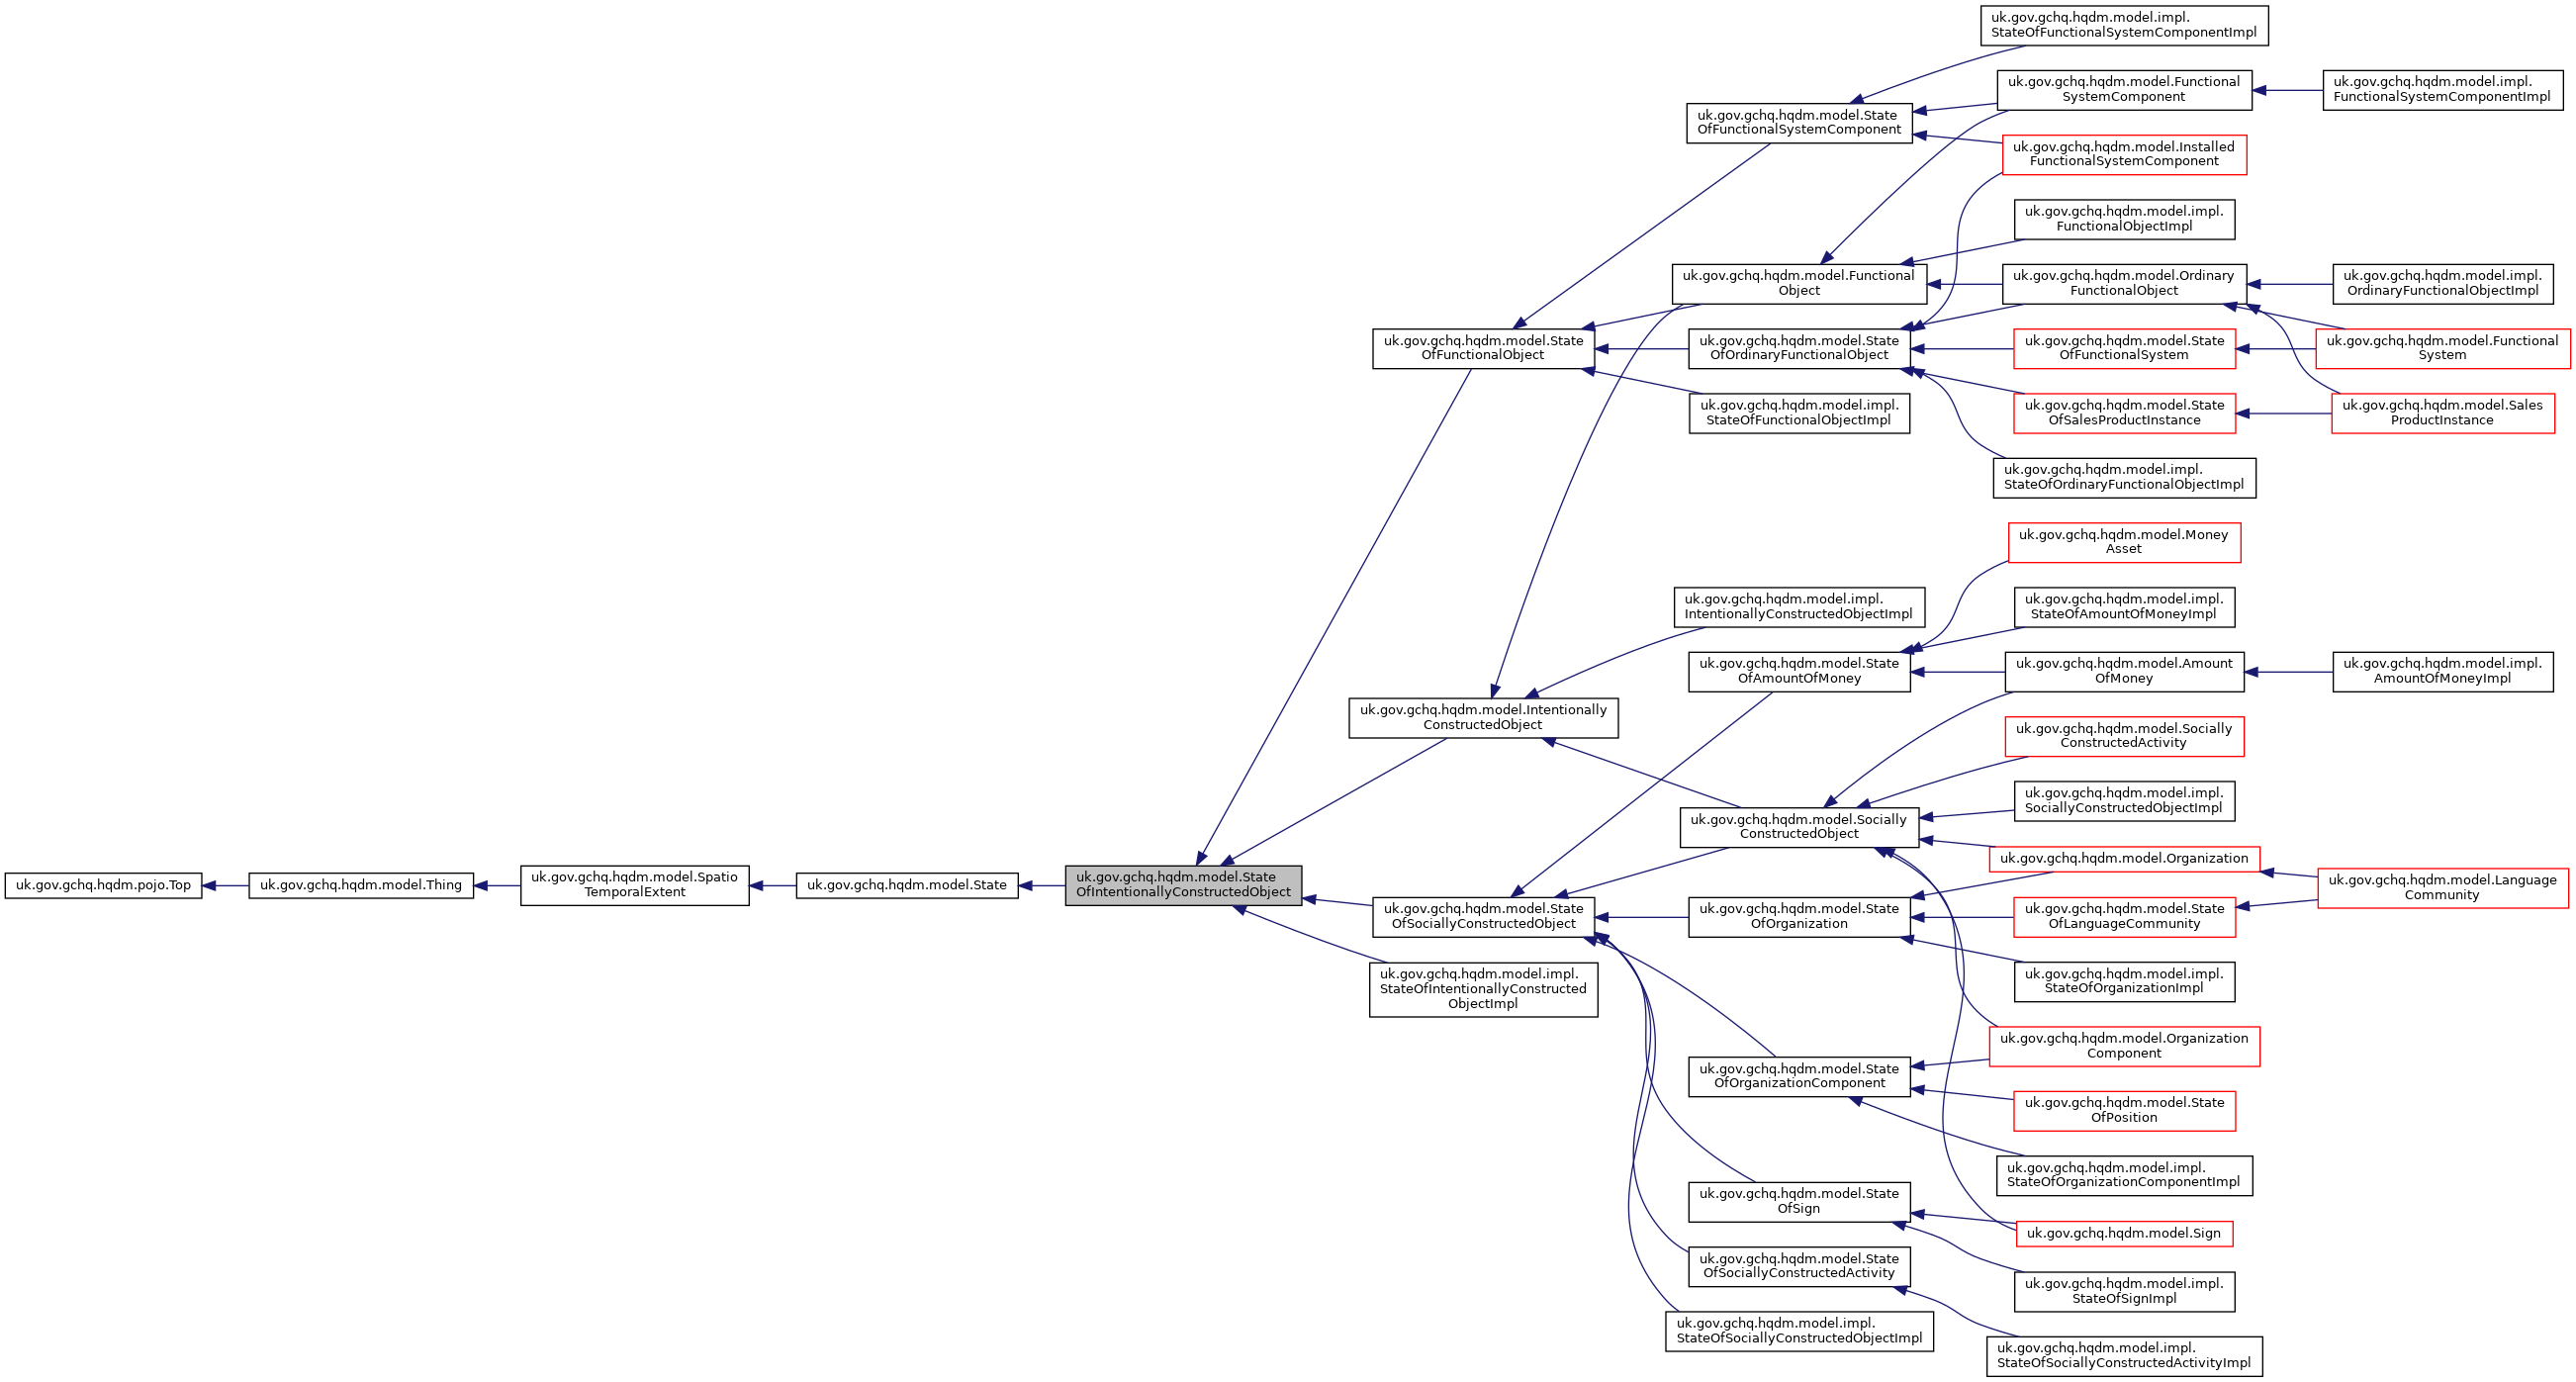 uk.gov.gchq.hqdm.pojo.Top
uk.gov.gchq.hqdm.model.Thing
uk.gov.gchq.hqdm.model.Spatio
TemporalExtent
uk.gov.gchq.hqdm.model.State
uk.gov.gchq.hqdm.model.State
OfIntentionallyConstructedObject
uk.gov.gchq.hqdm.model.State
OfFunctionalObject
uk.gov.gchq.hqdm.model.Intentionally
ConstructedObject
uk.gov.gchq.hqdm.model.State
OfSociallyConstructedObject
uk.gov.gchq.hqdm.model.impl.
StateOfIntentionallyConstructed
ObjectImpl
uk.gov.gchq.hqdm.model.State
OfFunctionalSystemComponent
uk.gov.gchq.hqdm.model.Functional
Object
uk.gov.gchq.hqdm.model.State
OfOrdinaryFunctionalObject
uk.gov.gchq.hqdm.model.impl.
StateOfFunctionalObjectImpl
uk.gov.gchq.hqdm.model.impl.
IntentionallyConstructedObjectImpl
uk.gov.gchq.hqdm.model.State
OfAmountOfMoney
uk.gov.gchq.hqdm.model.Socially
ConstructedObject
uk.gov.gchq.hqdm.model.State
OfOrganization
uk.gov.gchq.hqdm.model.State
OfOrganizationComponent
uk.gov.gchq.hqdm.model.State
OfSign
uk.gov.gchq.hqdm.model.State
OfSociallyConstructedActivity
uk.gov.gchq.hqdm.model.impl.
StateOfSociallyConstructedObjectImpl
uk.gov.gchq.hqdm.model.impl.
StateOfFunctionalSystemComponentImpl
uk.gov.gchq.hqdm.model.Functional
SystemComponent
uk.gov.gchq.hqdm.model.Installed
FunctionalSystemComponent
uk.gov.gchq.hqdm.model.impl.
FunctionalObjectImpl
uk.gov.gchq.hqdm.model.Ordinary
FunctionalObject
uk.gov.gchq.hqdm.model.State
OfFunctionalSystem
uk.gov.gchq.hqdm.model.State
OfSalesProductInstance
uk.gov.gchq.hqdm.model.impl.
StateOfOrdinaryFunctionalObjectImpl
uk.gov.gchq.hqdm.model.Money
Asset
uk.gov.gchq.hqdm.model.impl.
StateOfAmountOfMoneyImpl
uk.gov.gchq.hqdm.model.Amount
OfMoney
uk.gov.gchq.hqdm.model.Socially
ConstructedActivity
uk.gov.gchq.hqdm.model.impl.
SociallyConstructedObjectImpl
uk.gov.gchq.hqdm.model.Organization
uk.gov.gchq.hqdm.model.State
OfLanguageCommunity
uk.gov.gchq.hqdm.model.impl.
StateOfOrganizationImpl
uk.gov.gchq.hqdm.model.Organization
Component
uk.gov.gchq.hqdm.model.State
OfPosition
uk.gov.gchq.hqdm.model.impl.
StateOfOrganizationComponentImpl
uk.gov.gchq.hqdm.model.Sign
uk.gov.gchq.hqdm.model.impl.
StateOfSignImpl
uk.gov.gchq.hqdm.model.impl.
StateOfSociallyConstructedActivityImpl
uk.gov.gchq.hqdm.model.impl.
FunctionalSystemComponentImpl
uk.gov.gchq.hqdm.model.impl.
OrdinaryFunctionalObjectImpl
uk.gov.gchq.hqdm.model.Functional
System
uk.gov.gchq.hqdm.model.Sales
ProductInstance
uk.gov.gchq.hqdm.model.impl.
AmountOfMoneyImpl
uk.gov.gchq.hqdm.model.Language
Community